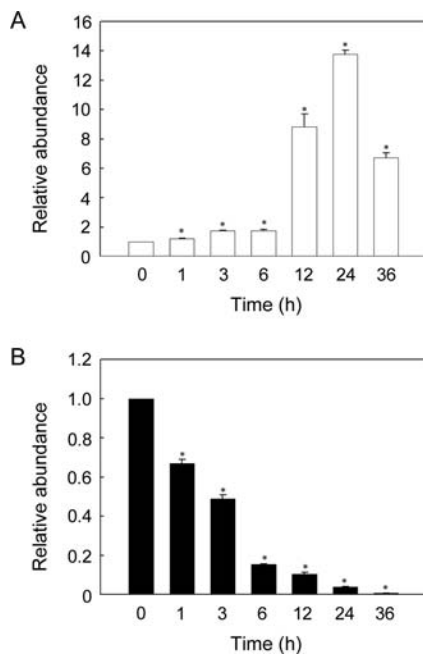 A
Relative abundance
16
14
12
10
8
6
4
2
0
* * * * * *
0 1 3 6 12 24 36
Time (h)
B
Relative abundance
1.2
1.0
0.8
0.6
0.4
0.2
0
* * * * * *
0 1 3 6 12 24 36
Time (h)